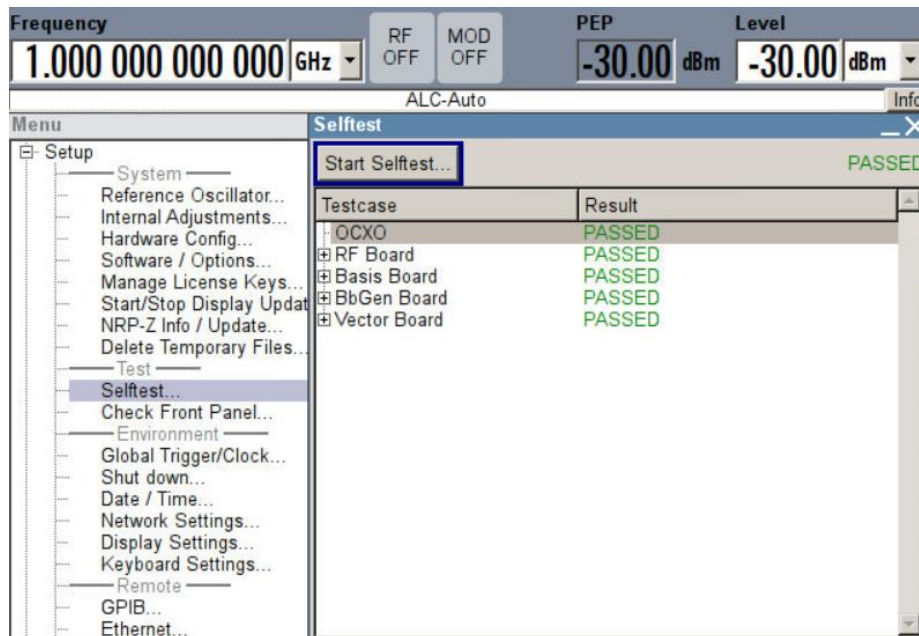 Frequency
PEP
Level
1.000 000 000 000 GHz
RF OFF
MOD OFF
-30.00 dBm
-30.00 dBm
ALC-Auto
Info
Menu
Setup
System
Reference Oscillator...
Internal Adjustments...
Hardware Config...
Software / Options...
Manage License Keys...
Start/Stop Display Updat
NRP-Z Info / Update...
Delete Temporary Files..
Test
Selftest...
Check Front Panel...
Environment
Global Trigger/Clock...
Shut down...
Date / Time...
Network Settings...
Display Settings...
Keyboard Settings...
Remote
GPIB...
Ethernet...
Selftest
Start Selftest...
PASSED
Testcase Result
OCXO PASSED
RF Board PASSED
Basis Board PASSED
BbGen Board PASSED
Vector Board PASSED